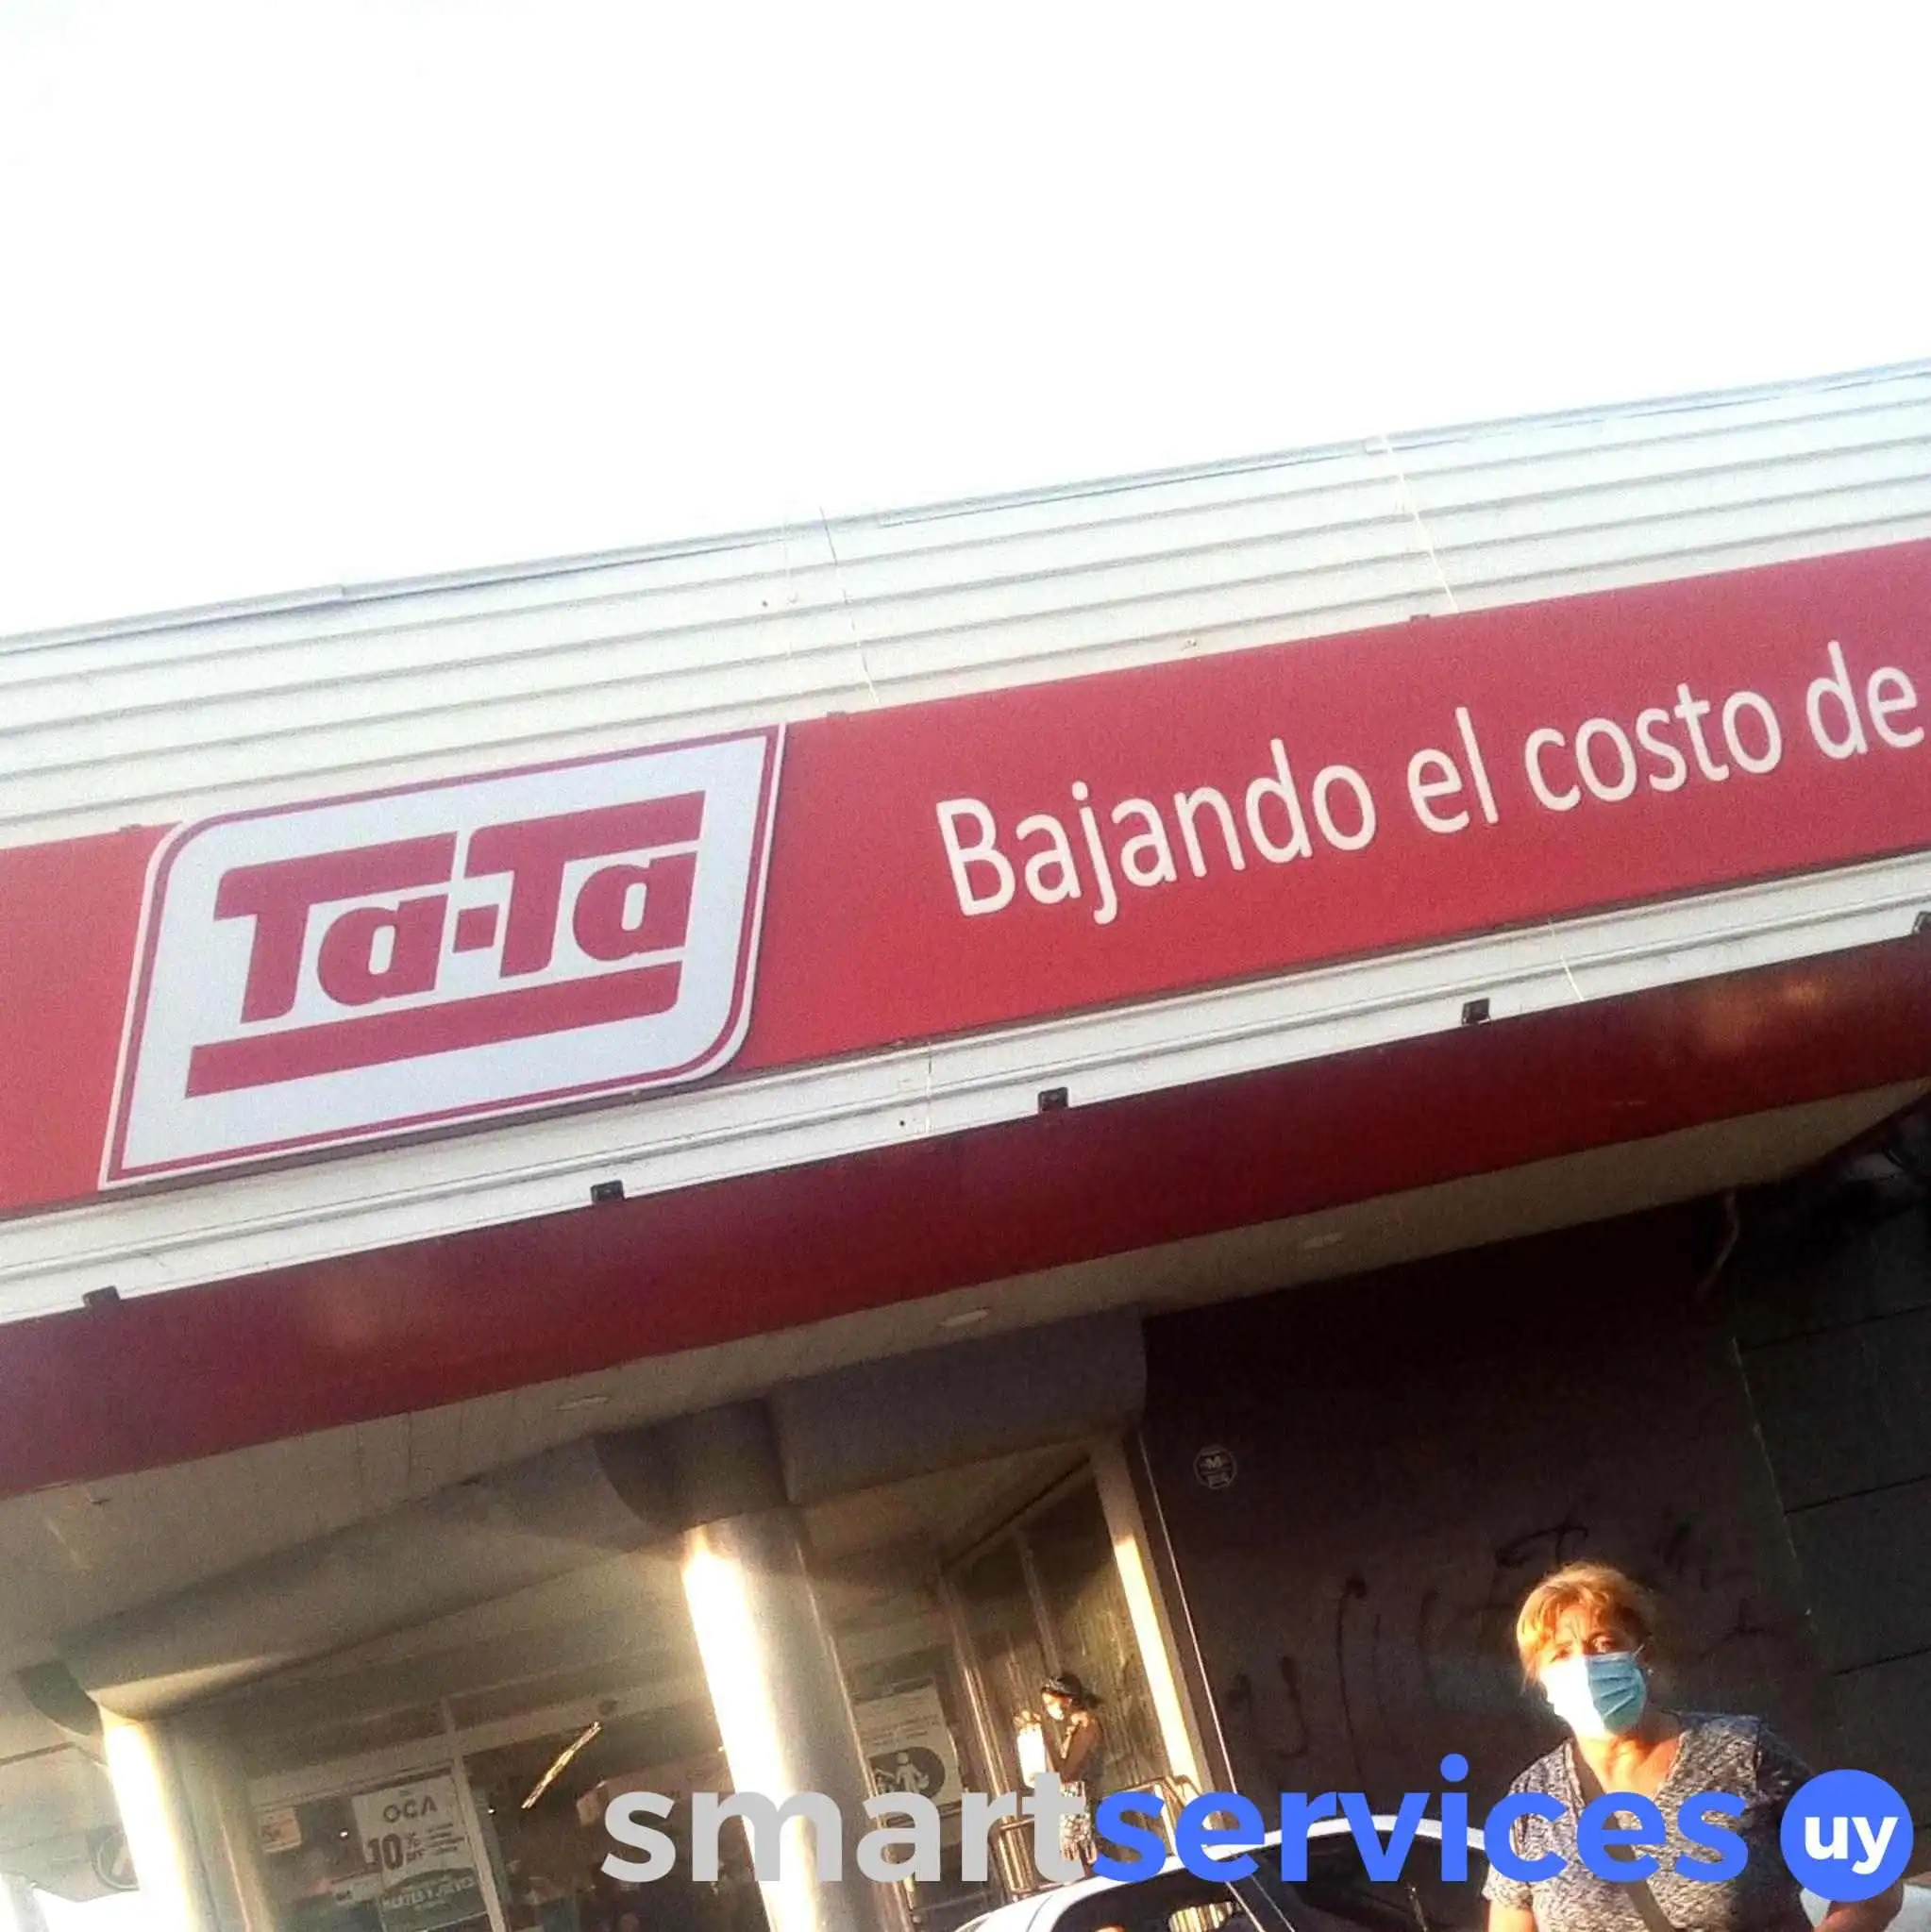 Ta-Ta
Bajando el costo de
OCA
10%
smartservices uy